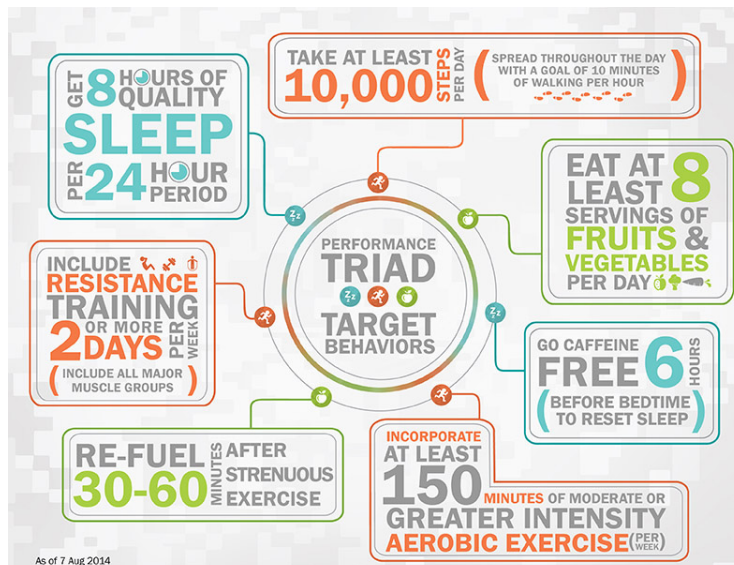 TAKE AT LEAST
10,000
STEPS
PER DAY
(SPREAD THROUGHOUT THE DAY
WITH A GOAL OF 10 MINUTES
OF WALKING PER HOUR)
GET
8 HOURS OF
QUALITY
SLEEP
PER
24 HOUR
PERIOD
EAT AT
LEAST 8
SERVINGS OF
FRUITS &
VEGETABLES
PER DAY
PERFORMANCE
TRIAD
TARGET
BEHAVIORS
INCLUDE
RESISTANCE
TRAINING
2 OR MORE
DAYS
PER
WEEK
(INCLUDE ALL MAJOR
MUSCLE GROUPS)
GO CAFFEINE
FREE 6
HOURS
(BEFORE BEDTIME
TO RESET SLEEP)
RE-FUEL
30-60
MINUTES
AFTER
STRENUOUS
EXERCISE
INCORPORATE
AT LEAST
150 MINUTES OF MODERATE OR
GREATER INTENSITY
AEROBIC EXERCISE (PER
WEEK)
As of 7 Aug 2014